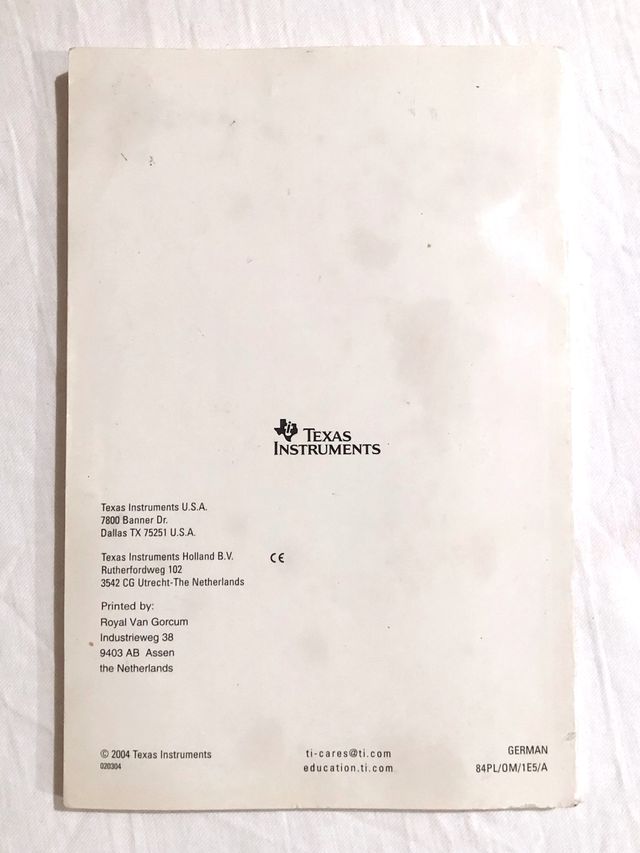 TEXAS
INSTRUMENTS
Texas Instruments U.S.A.
7800 Banner Dr.
Dallas TX 75251 U.S.A.
Texas Instruments Holland B.V.
CE
Rutherfordweg 102
3542 CG Utrecht-The Netherlands
Printed by:
Royal Van Gorcum
Industrieweg 38
9403 AB Assen
the Netherlands
© 2004 Texas Instruments
020304
ti-cares@ti.com
education.ti.com
GERMAN
84PL/OM/1E5/A